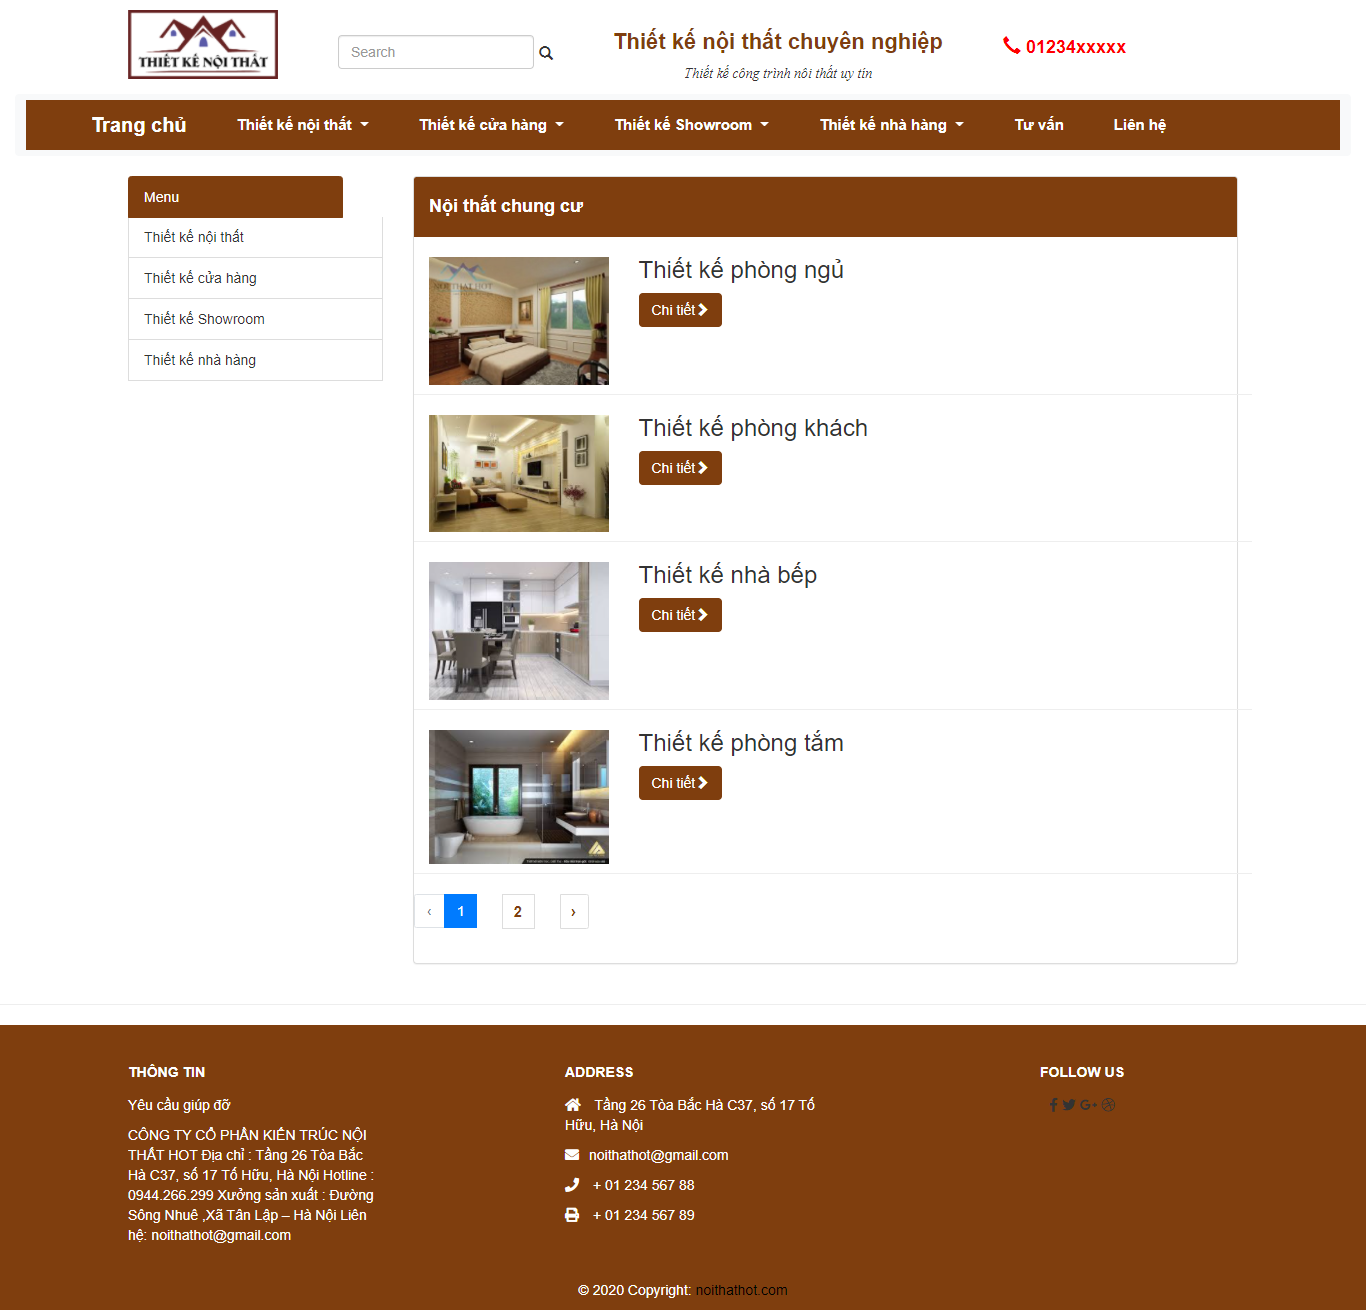 THIẾT KẾ NỘI THẤT
Search
Thiết kế nội thất chuyên nghiệp
Thiết kế công trình nôi thất uy tín
01234xxxxx
Trang chủ
Thiết kế nội thất
Thiết kế cửa hàng
Thiết kế Showroom
Thiết kế nhà hàng
Tư vấn
Liên hệ
Menu
Thiết kế nội thất
Thiết kế cửa hàng
Thiết kế Showroom
Thiết kế nhà hàng
Nội thất chung cư
NOI THAT HOT
Thiết kế phòng ngủ
Chi tiết
Thiết kế phòng khách
Chi tiết
Thiết kế nhà bếp
Chi tiết
Thiết kế phòng tắm
Chi tiết
‹ 1 2 ›
THÔNG TIN
Yêu cầu giúp đỡ
CÔNG TY CỔ PHẦN KIẾN TRÚC NỘI
THẤT HOT Địa chỉ : Tầng 26 Tòa Bắc
Hà C37, số 17 Tố Hữu, Hà Nội Hotline :
0944.266.299 Xưởng sản xuất : Đường
Sông Nhuệ ,Xã Tân Lập – Hà Nội Liên
hệ: noithathot@gmail.com
ADDRESS
Tầng 26 Tòa Bắc Hà C37, số 17 Tố
Hữu, Hà Nội
noithathot@gmail.com
+ 01 234 567 88
+ 01 234 567 89
FOLLOW US
© 2020 Copyright: noithathot.com